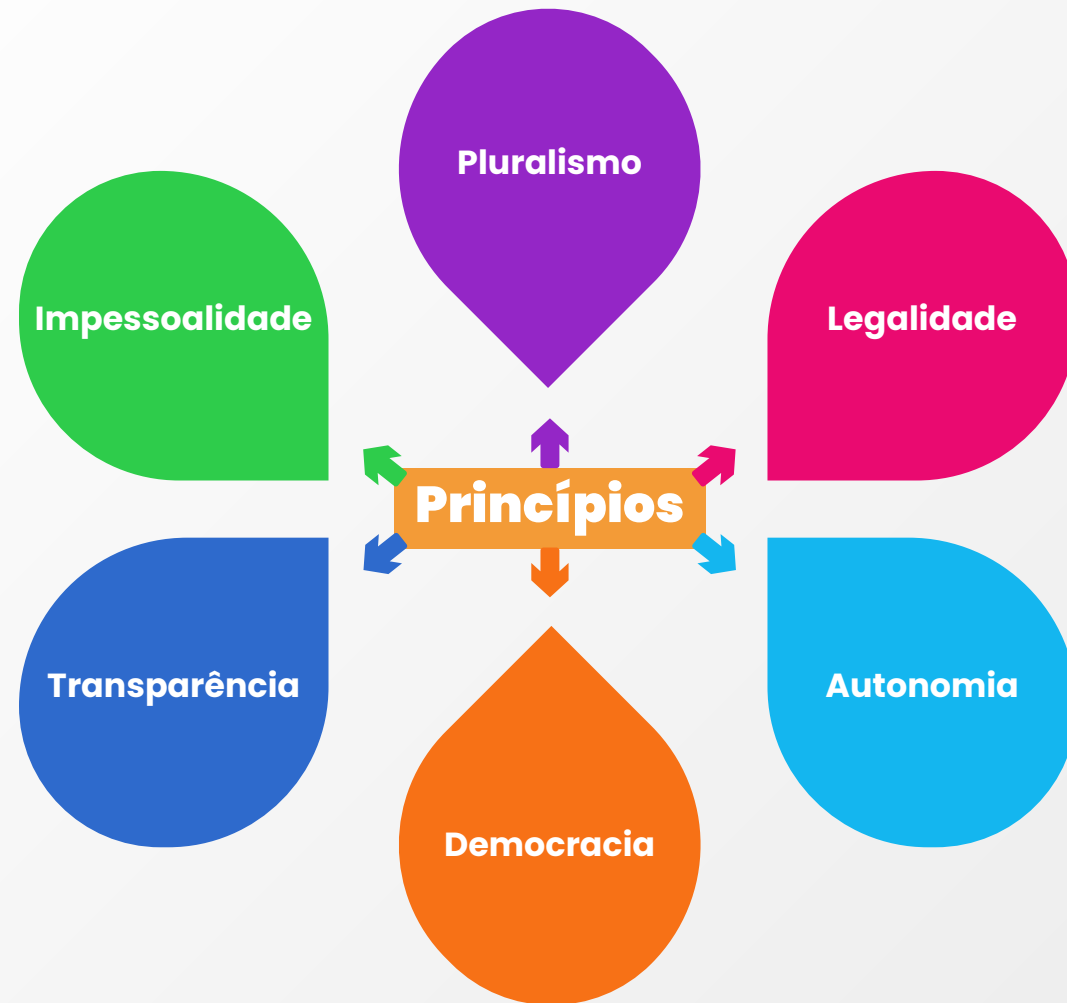 Pluralismo
Impessoalidade
Legalidade
Princípios
Transparência
Autonomia
Democracia